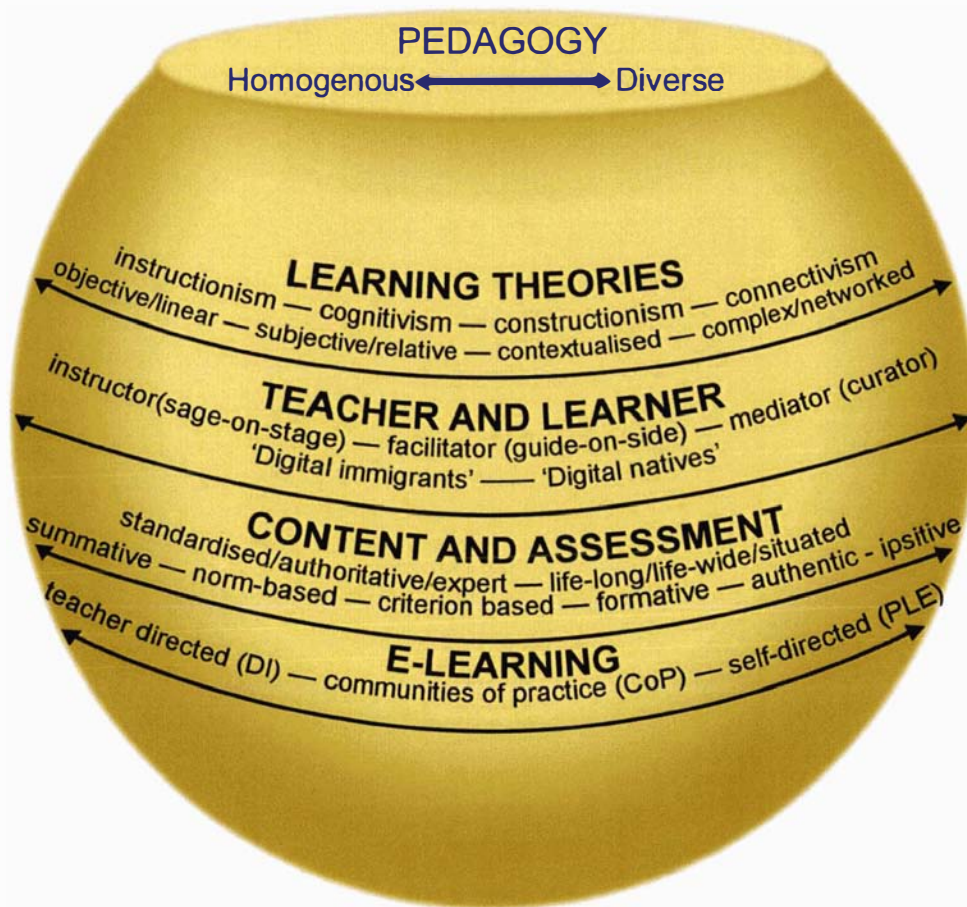 PEDAGOGY
Homogenous Diverse
LEARNING THEORIES
instructionism — cognitivism — constructionism — connectivism
objective/linear — subjective/relative — contextualised — complex/networked
TEACHER AND LEARNER
instructor(sage-on-stage) — facilitator (guide-on-side) — mediator (curator)
'Digital immigrants' — 'Digital natives'
CONTENT AND ASSESSMENT
standardised/authoritative/expert — life-long/life-wide/situated
summative — norm-based — criterion based — formative — authentic - ipsitive
E-LEARNING
teacher directed (DI) — communities of practice (CoP) — self-directed (PLE)